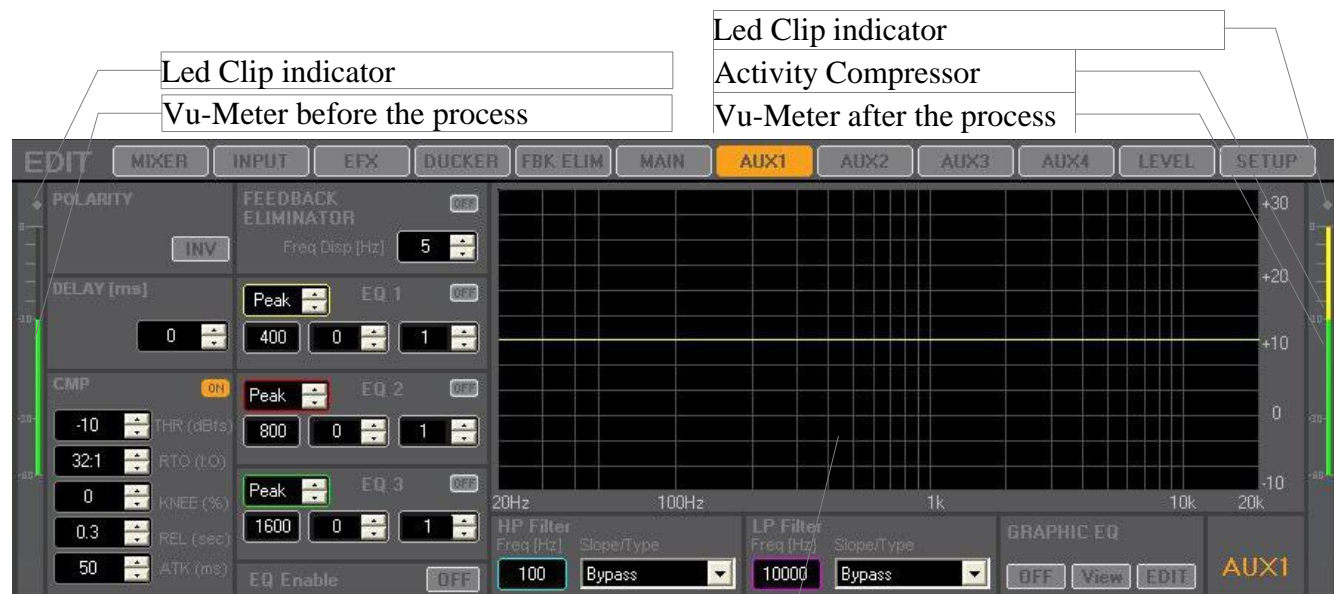 Led Clip indicator
Led Clip indicator
Activity Compressor
Vu-Meter before the process
Vu-Meter after the process
EDIT MIXER INPUT EFX DUCKER FBK ELIM MAIN AUX1 AUX2 AUX3 AUX4 LEVEL SETUP
POLARITY
INV
FEEDBACK ELIMINATOR OFF
Freq Disp [Hz] 5
DELAY [ms]
0
Peak EQ 1 OFF
400 0 1
CMP ON
-10 THR (dBfs)
32:1 RTO (I:O)
0 KNEE (%)
0.3 REL (sec)
50 ATK (ms)
Peak EQ 2 OFF
800 0 1
Peak EQ 3 OFF
1600 0 1
EQ Enable OFF
+30
+20
+10
0
-10
20Hz 100Hz 1k 10k 20k
HP Filter
Freq [Hz] Slope/Type
100 Bypass
LP Filter
Freq [Hz] Slope/Type
10000 Bypass
GRAPHIC EQ
OFF View EDIT
AUX1